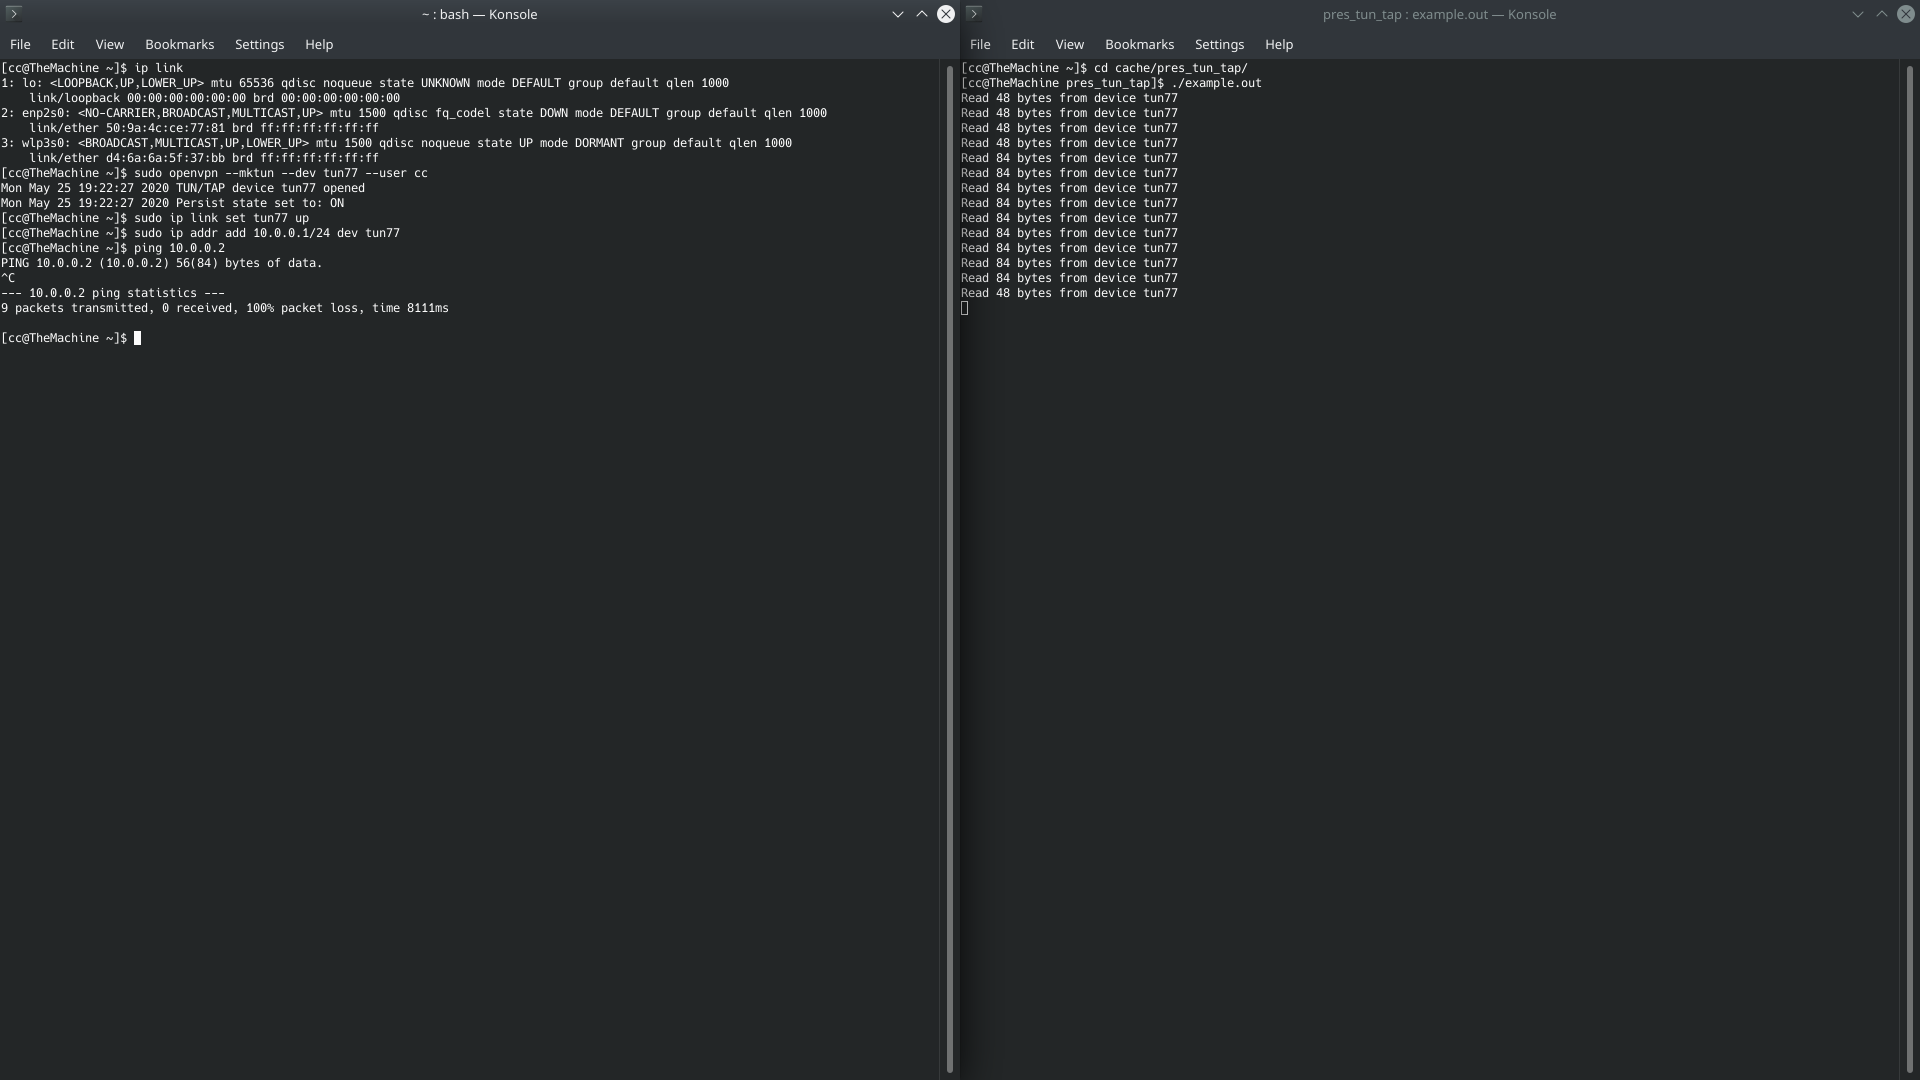 ~ : bash — Konsole
File Edit View Bookmarks Settings Help
[cc@TheMachine ~]$ ip link
1: lo: <LOOPBACK,UP,LOWER_UP> mtu 65536 qdisc noqueue state UNKNOWN mode DEFAULT group default qlen 1000
    link/loopback 00:00:00:00:00:00 brd 00:00:00:00:00:00
2: enp2s0: <NO-CARRIER,BROADCAST,MULTICAST,UP> mtu 1500 qdisc fq_codel state DOWN mode DEFAULT group default qlen 1000
    link/ether 50:9a:4c:ce:77:81 brd ff:ff:ff:ff:ff:ff
3: wlp3s0: <BROADCAST,MULTICAST,UP,LOWER_UP> mtu 1500 qdisc noqueue state UP mode DORMANT group default qlen 1000
    link/ether d4:6a:6a:5f:37:bb brd ff:ff:ff:ff:ff:ff
[cc@TheMachine ~]$ sudo openvpn --mktun --dev tun77 --user cc
Mon May 25 19:22:27 2020 TUN/TAP device tun77 opened
Mon May 25 19:22:27 2020 Persist state set to: ON
[cc@TheMachine ~]$ sudo ip link set tun77 up
[cc@TheMachine ~]$ sudo ip addr add 10.0.0.1/24 dev tun77
[cc@TheMachine ~]$ ping 10.0.0.2
PING 10.0.0.2 (10.0.0.2) 56(84) bytes of data.
^C
--- 10.0.0.2 ping statistics ---
9 packets transmitted, 0 received, 100% packet loss, time 8111ms
[cc@TheMachine ~]$
pres_tun_tap : example.out — Konsole
File Edit View Bookmarks Settings Help
[cc@TheMachine ~]$ cd cache/pres_tun_tap/
[cc@TheMachine pres_tun_tap]$ ./example.out
Read 48 bytes from device tun77
Read 48 bytes from device tun77
Read 48 bytes from device tun77
Read 48 bytes from device tun77
Read 84 bytes from device tun77
Read 84 bytes from device tun77
Read 84 bytes from device tun77
Read 84 bytes from device tun77
Read 84 bytes from device tun77
Read 84 bytes from device tun77
Read 84 bytes from device tun77
Read 84 bytes from device tun77
Read 84 bytes from device tun77
Read 48 bytes from device tun77